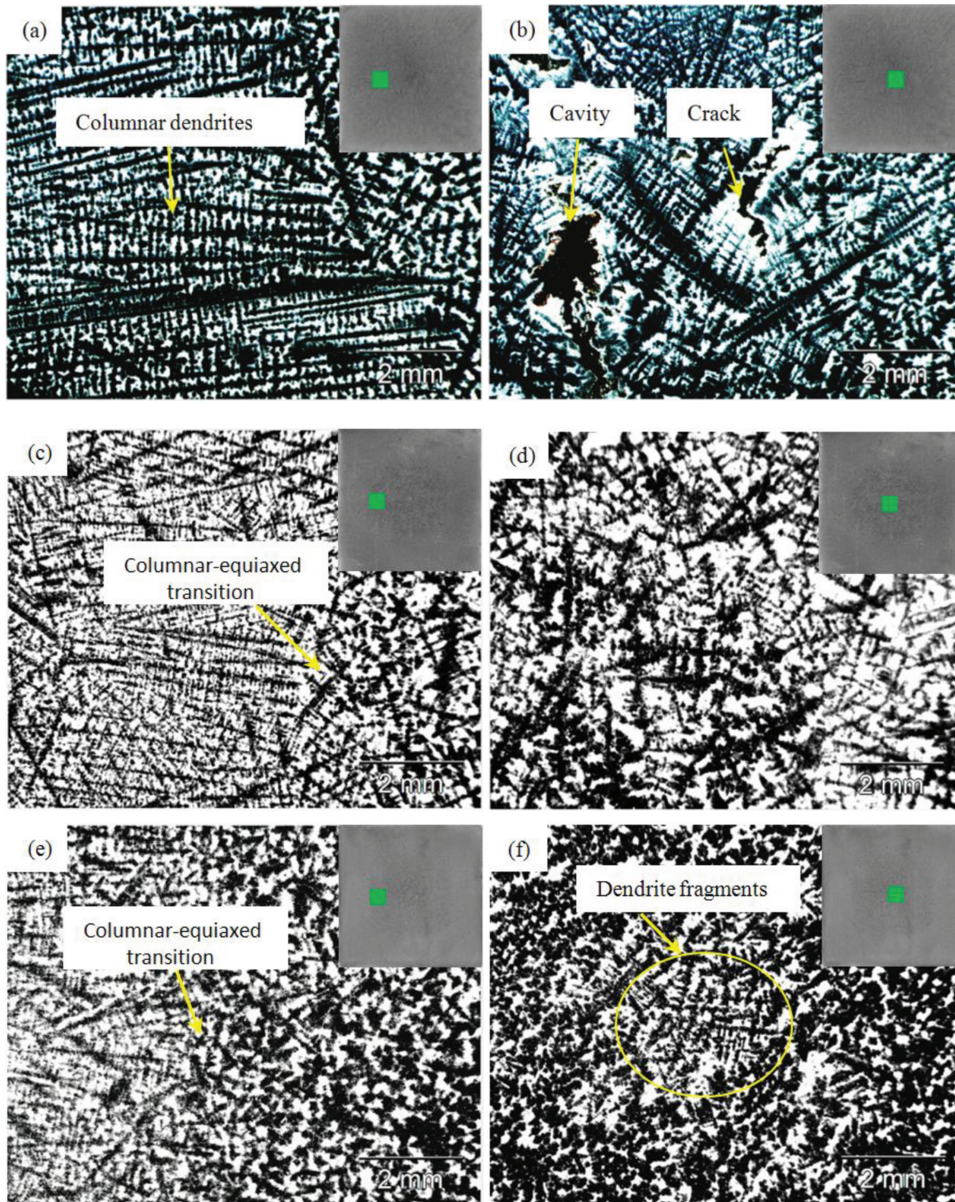 (a)
Columnar dendrites
2 mm
(b)
Cavity
Crack
2 mm
(c)
Columnar-equiaxed
transition
2 mm
(d)
2 mm
(e)
Columnar-equiaxed
transition
2 mm
(f)
Dendrite fragments
2 mm